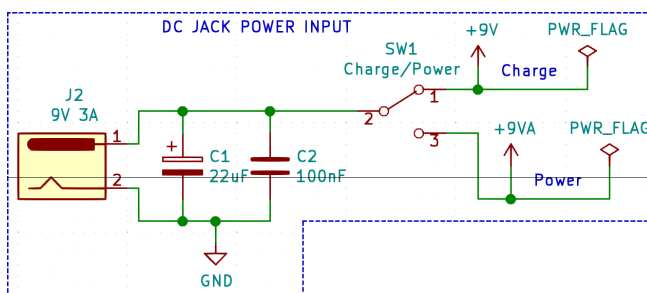 DC JACK POWER INPUT
+9V
PWR_FLAG
SW1
Charge/Power
Charge
J2
9V 3A
1
2
1
2
3
+9VA
PWR_FLAG
+
C1
22uF
C2
100nF
Power
GND